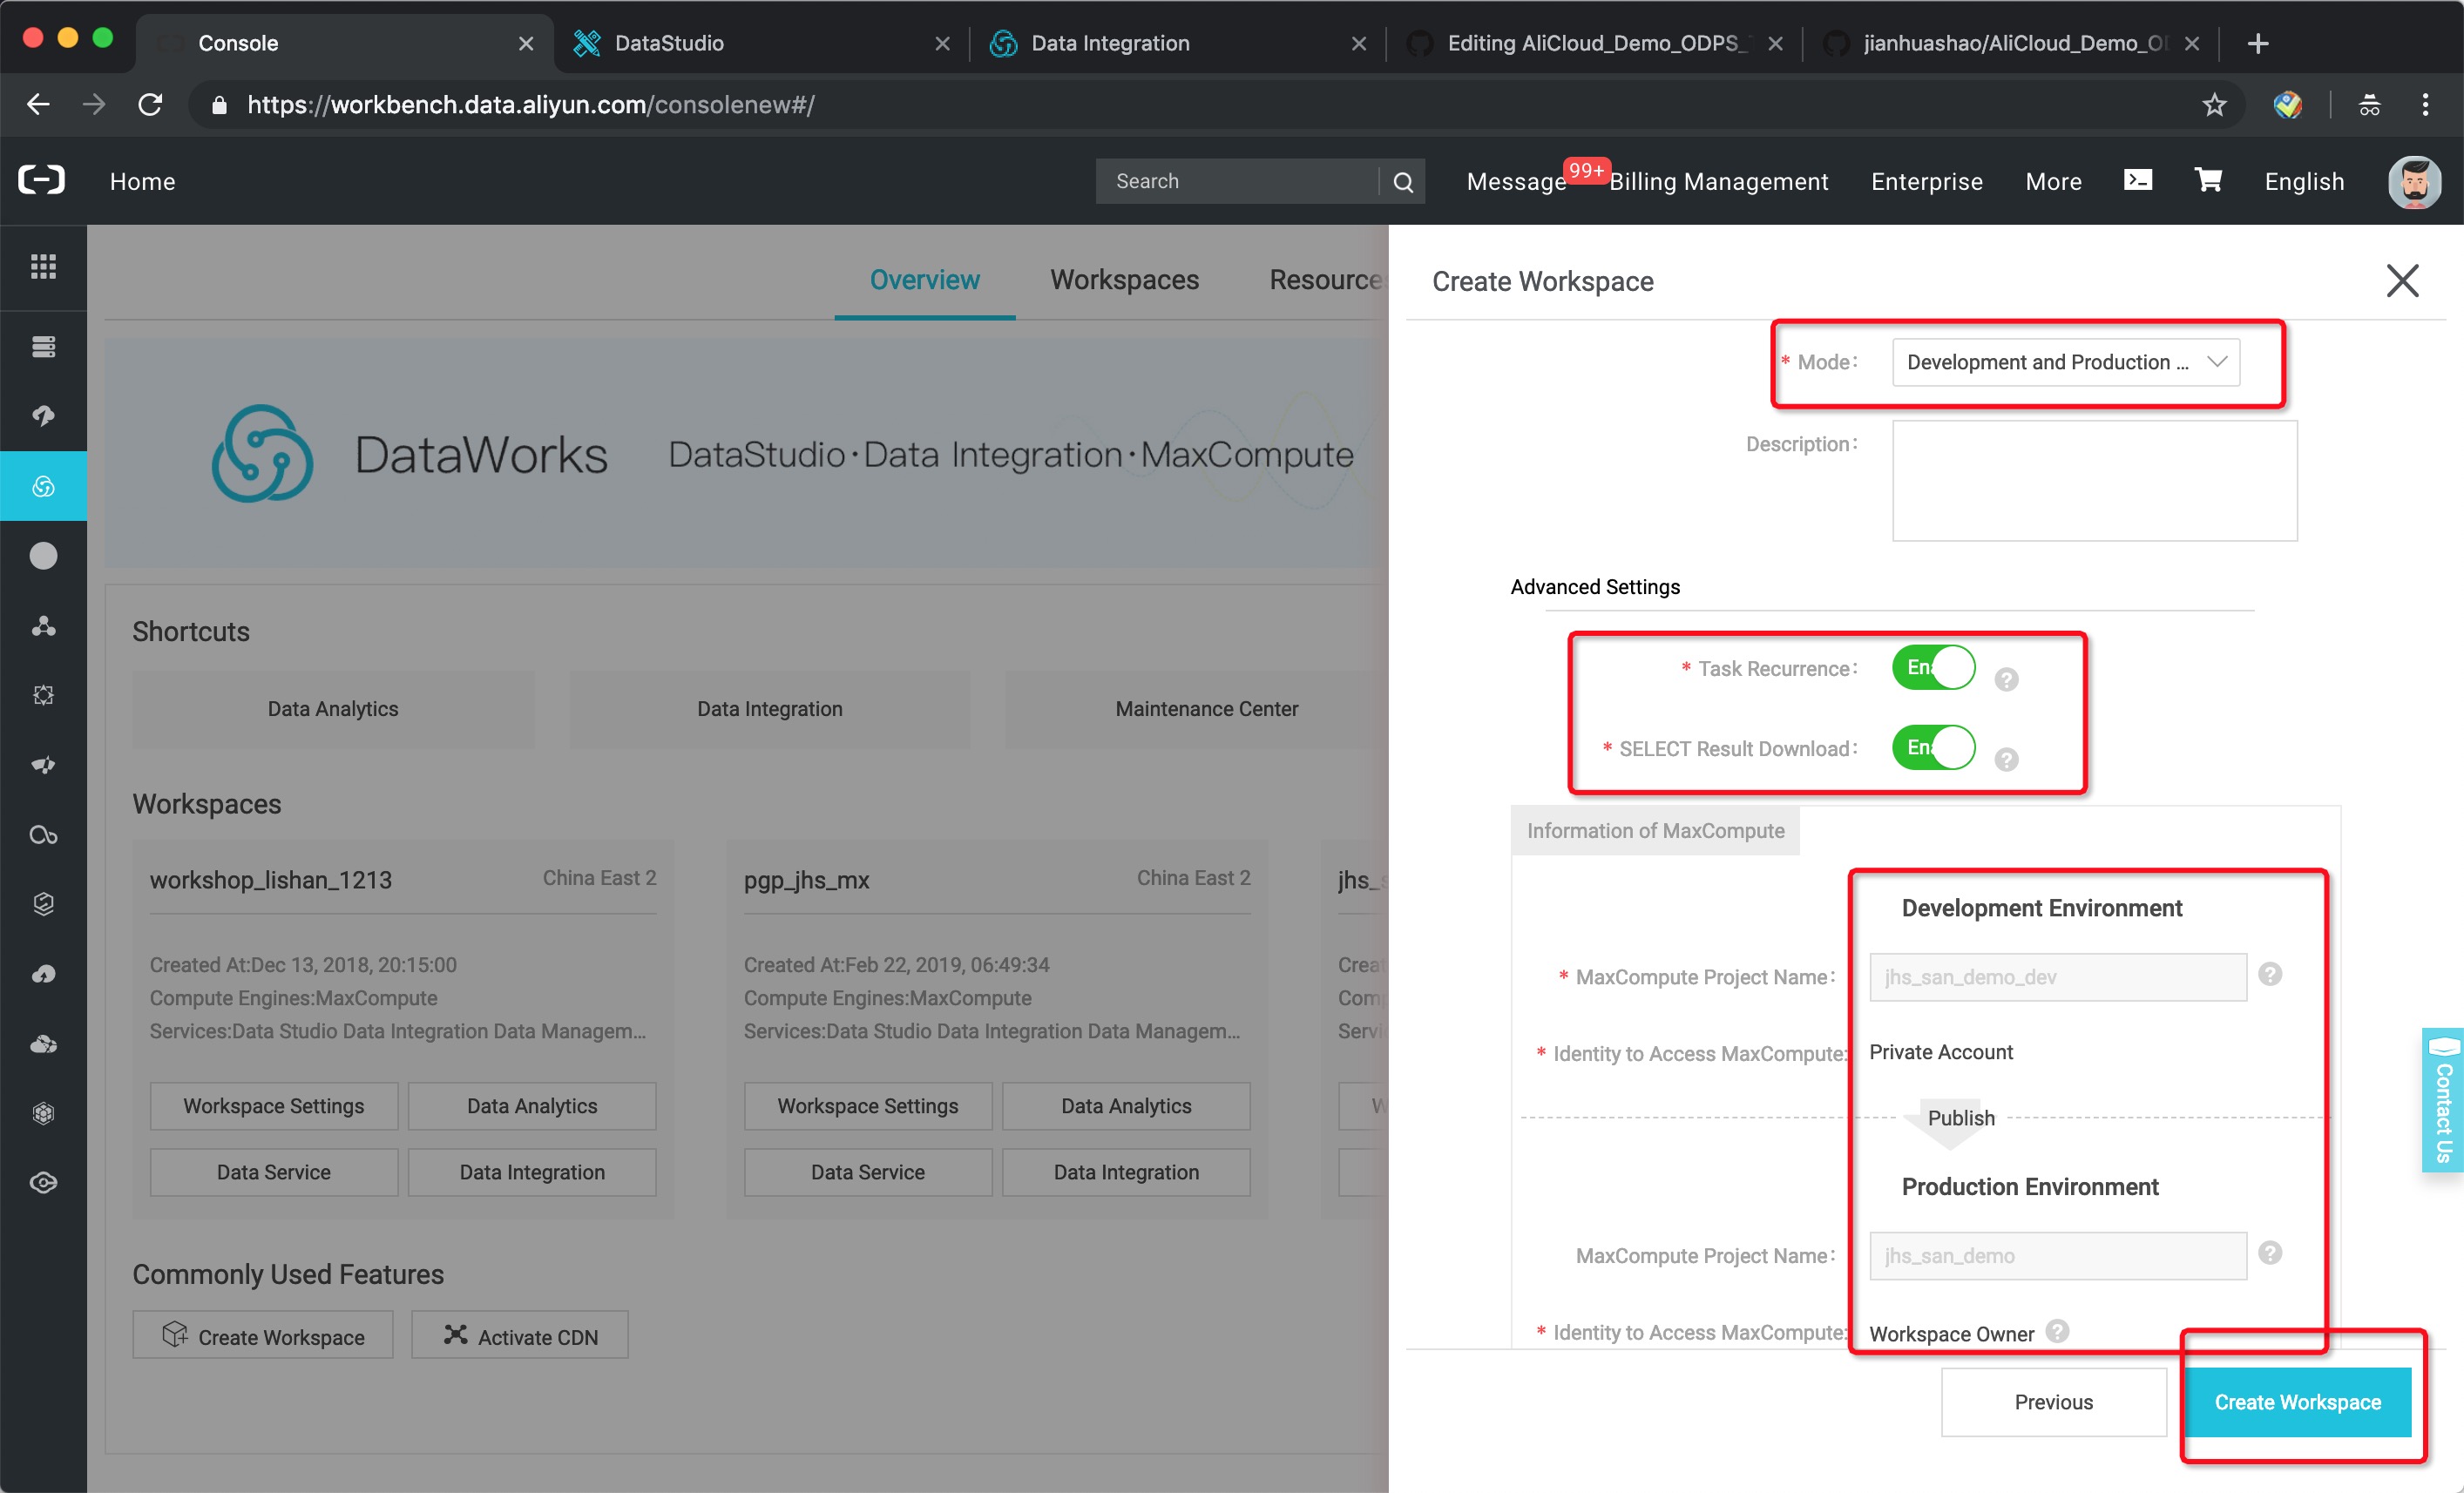 Console
DataStudio
Data Integration
Editing AliCloud_Demo_ODPS_
jianhuashao/AliCloud_Demo_O
https://workbench.data.aliyun.com/consolenew#/
Home
Search
Message
99+
Billing Management
Enterprise
More
English
Overview
Workspaces
Resource
DataWorks
DataStudio·Data Integration·MaxCompute
Shortcuts
Data Analytics
Data Integration
Maintenance Center
Workspaces
workshop_lishan_1213
China East 2
Created At:Dec 13, 2018, 20:15:00
Compute Engines:MaxCompute
Services:Data Studio Data Integration Data Managem...
Workspace Settings
Data Analytics
Data Service
Data Integration
pgp_jhs_mx
China East 2
Created At:Feb 22, 2019, 06:49:34
Compute Engines:MaxCompute
Services:Data Studio Data Integration Data Managem...
Workspace Settings
Data Analytics
Data Service
Data Integration
jhs_
Crea
Com
Servi
W
Commonly Used Features
Create Workspace
Activate CDN
Create Workspace
* Mode:
Development and Production ...
Description:
Advanced Settings
* Task Recurrence:
En
?
* SELECT Result Download:
En
?
Information of MaxCompute
Development Environment
* MaxCompute Project Name:
jhs_san_demo_dev
?
* Identity to Access MaxCompute:
Private Account
Publish
Production Environment
MaxCompute Project Name:
jhs_san_demo
?
* Identity to Access MaxCompute:
Workspace Owner
?
Previous
Create Workspace
Contact Us